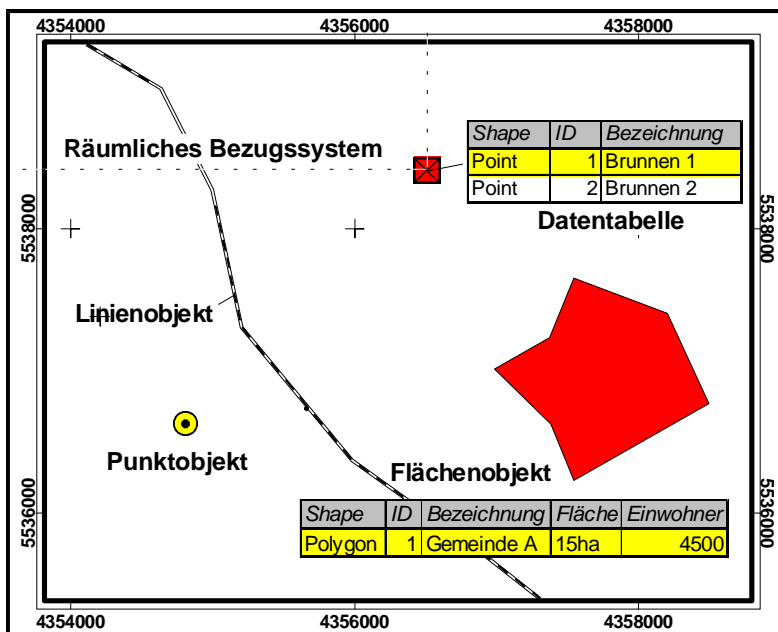 4354000 4356000 4358000
Räumliches Bezugssystem
Shape ID Bezeichnung
Point 1 Brunnen 1
Point 2 Brunnen 2
Datentabelle
5538000 5538000
Linienobjekt
Punktobjekt
Flächenobjekt
Shape ID Bezeichnung Fläche Einwohner
Polygon 1 Gemeinde A 15ha 4500
5536000 5536000
4354000 4356000 4358000